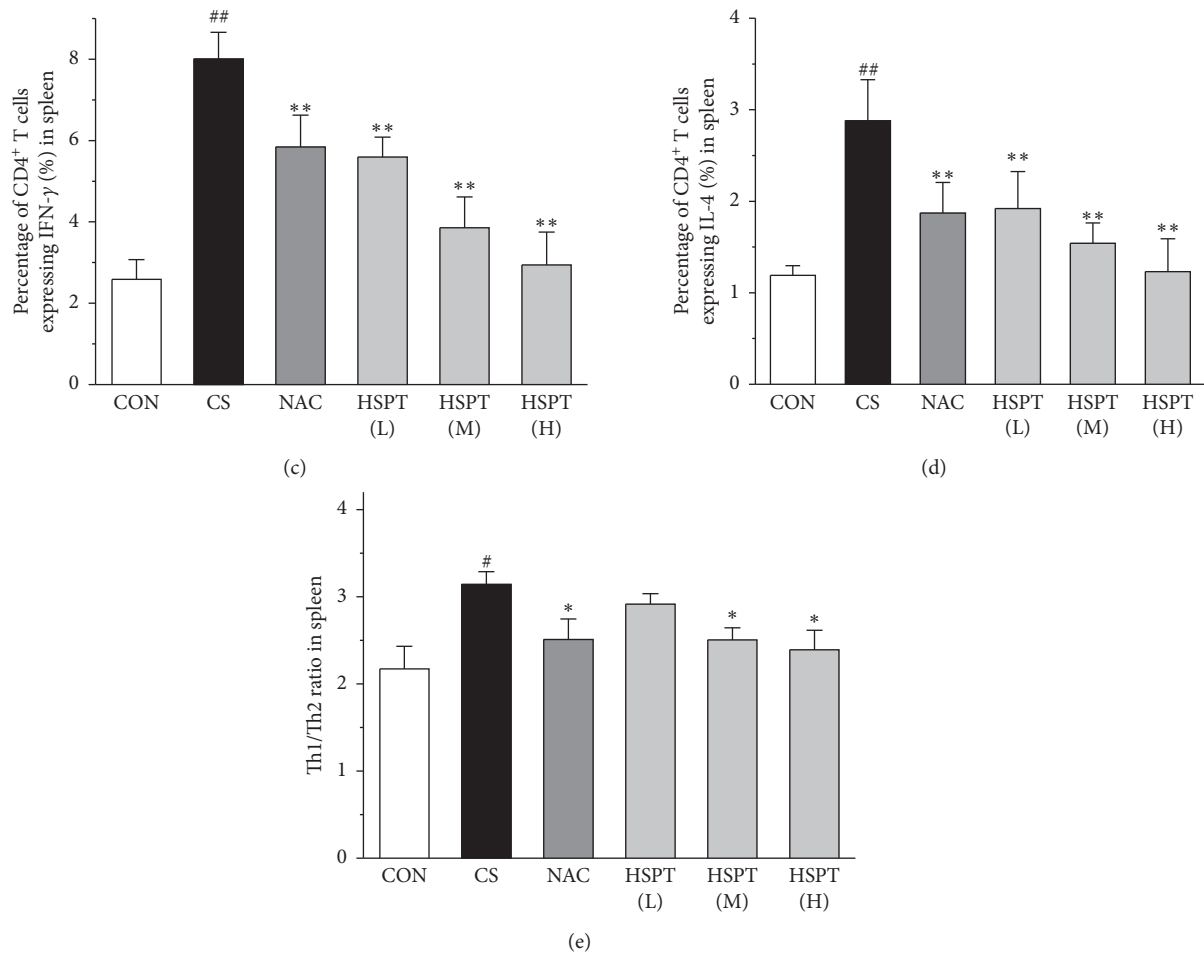 Percentage of CD4⁺ T cells
expressing IFN-γ (%) in spleen
8
6
4
2
0
##
**
**
**
**
CON CS NAC HSPT HSPT HSPT
(L) (M) (H)
(c)
Percentage of CD4⁺ T cells
expressing IL-4 (%) in spleen
4
3
2
1
0
##
**
**
**
**
CON CS NAC HSPT HSPT HSPT
(L) (M) (H)
(d)
Th1/Th2 ratio in spleen
4
3
2
1
0
#
*
*
*
CON CS NAC HSPT HSPT HSPT
(L) (M) (H)
(e)